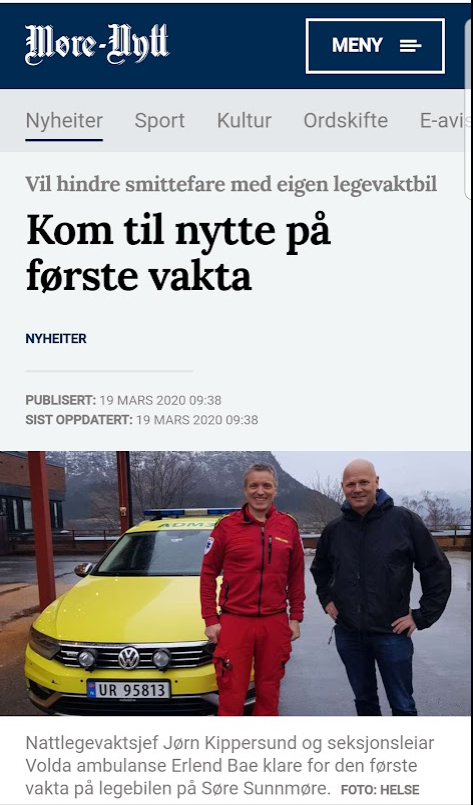 Møre-Nytt
MENY
Nyheiter Sport Kultur Ordskifte E-avis
Vil hindre smittefare med eigen legevaktbil
Kom til nytte på
første vakta
NYHEITER
PUBLISERT: 19 MARS 2020 09:38
SIST OPPDATERT: 19 MARS 2020 09:38
UR 95813
Nattlegevaktsjef Jørn Kippersund og seksjonsleiar
Volda ambulanse Erlend Bae klare for den første
vakta på legebilen på Søre Sunnmøre. FOTO: HELSE